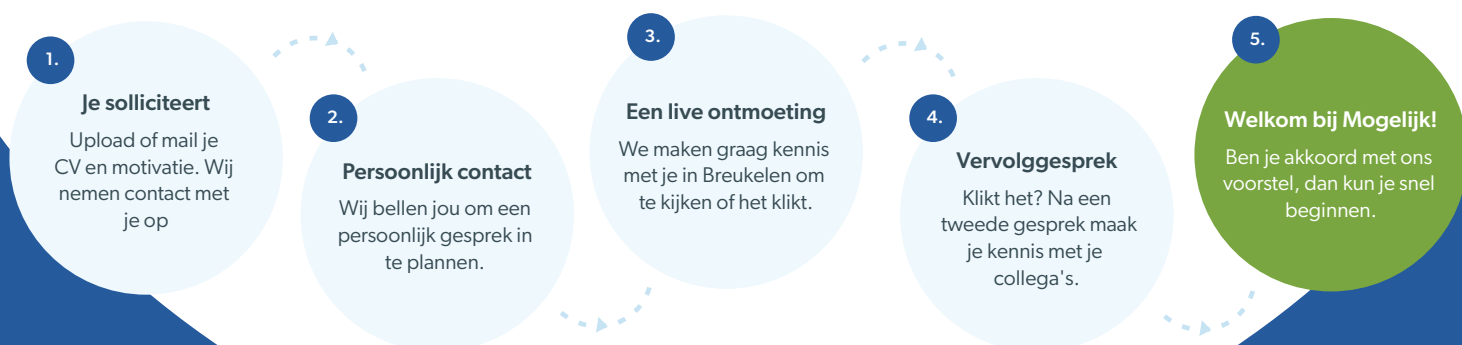 1.
Je solliciteert
Upload of mail je
CV en motivatie. Wij
nemen contact met
je op
2.
Persoonlijk contact
Wij bellen jou om een
persoonlijk gesprek in
te plannen.
3.
Een live ontmoeting
We maken graag kennis
met je in Breukelen om
te kijken of het klikt.
4.
Vervolggesprek
Klikt het? Na een
tweede gesprek maak
je kennis met je
collega's.
5.
Welkom bij Mogelijk!
Ben je akkoord met ons
voorstel, dan kun je snel
beginnen.